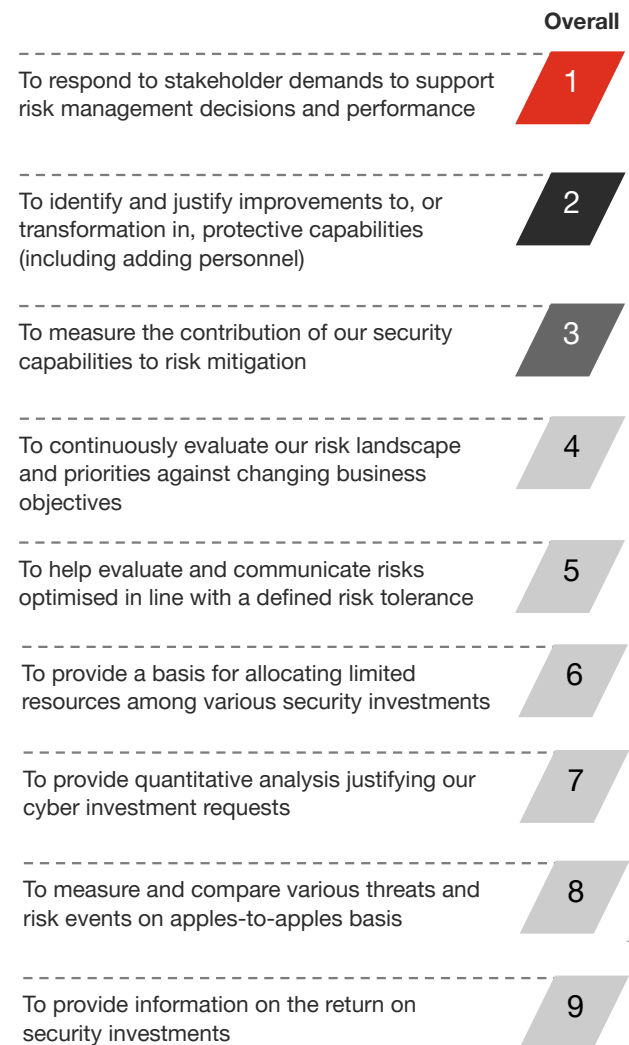 Overall
To respond to stakeholder demands to support
risk management decisions and performance
1
To identify and justify improvements to, or
transformation in, protective capabilities
(including adding personnel)
2
To measure the contribution of our security
capabilities to risk mitigation
3
To continuously evaluate our risk landscape
and priorities against changing business
objectives
4
To help evaluate and communicate risks
optimised in line with a defined risk tolerance
5
To provide a basis for allocating limited
resources among various security investments
6
To provide quantitative analysis justifying our
cyber investment requests
7
To measure and compare various threats and
risk events on apples-to-apples basis
8
To provide information on the return on
security investments
9